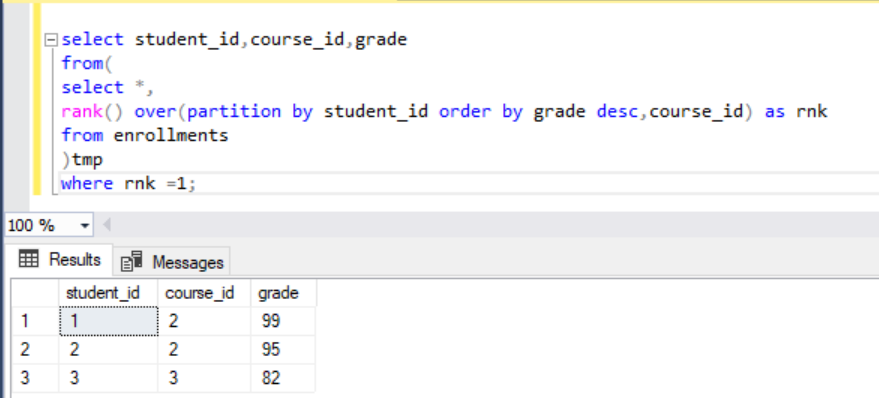 select student_id,course_id,grade
from(
select *,
rank() over(partition by student_id order by grade desc,course_id) as rnk
from enrollments
)tmp
where rnk =1;
100 %
Results Messages
student_id course_id grade
1 1 2 99
2 2 2 95
3 3 3 82